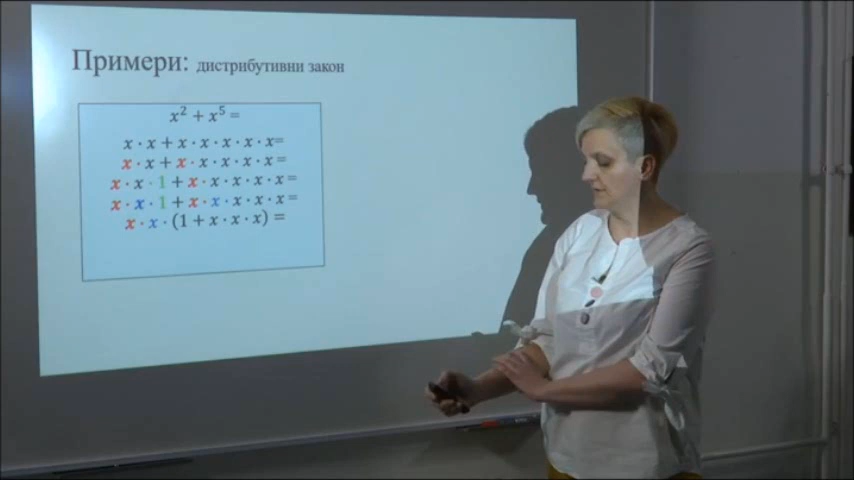 Примери: дистрибутивни закон
x² + x⁵ =
x · x + x · x · x · x · x=
x · x + x · x · x · x · x =
x · x · 1 + x · x · x · x · x =
x · x · 1 + x · x · x · x · x =
x · x · (1 + x · x · x) =